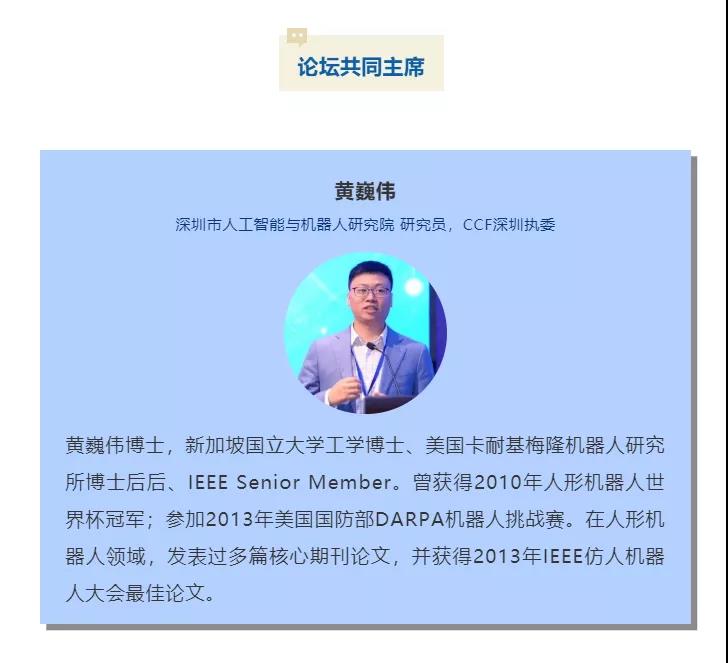 论坛共同主席
黄巍伟
深圳市人工智能与机器人研究院 研究员，CCF深圳执委
黄巍伟博士，新加坡国立大学工学博士、美国卡耐基梅隆机器人研究
所博士后后、IEEE Senior Member。曾获得2010年人形机器人世
界杯冠军；参加2013年美国国防部DARPA机器人挑战赛。在人形机
器人领域，发表过多篇核心期刊论文，并获得2013年IEEE仿人机器
人大会最佳论文。